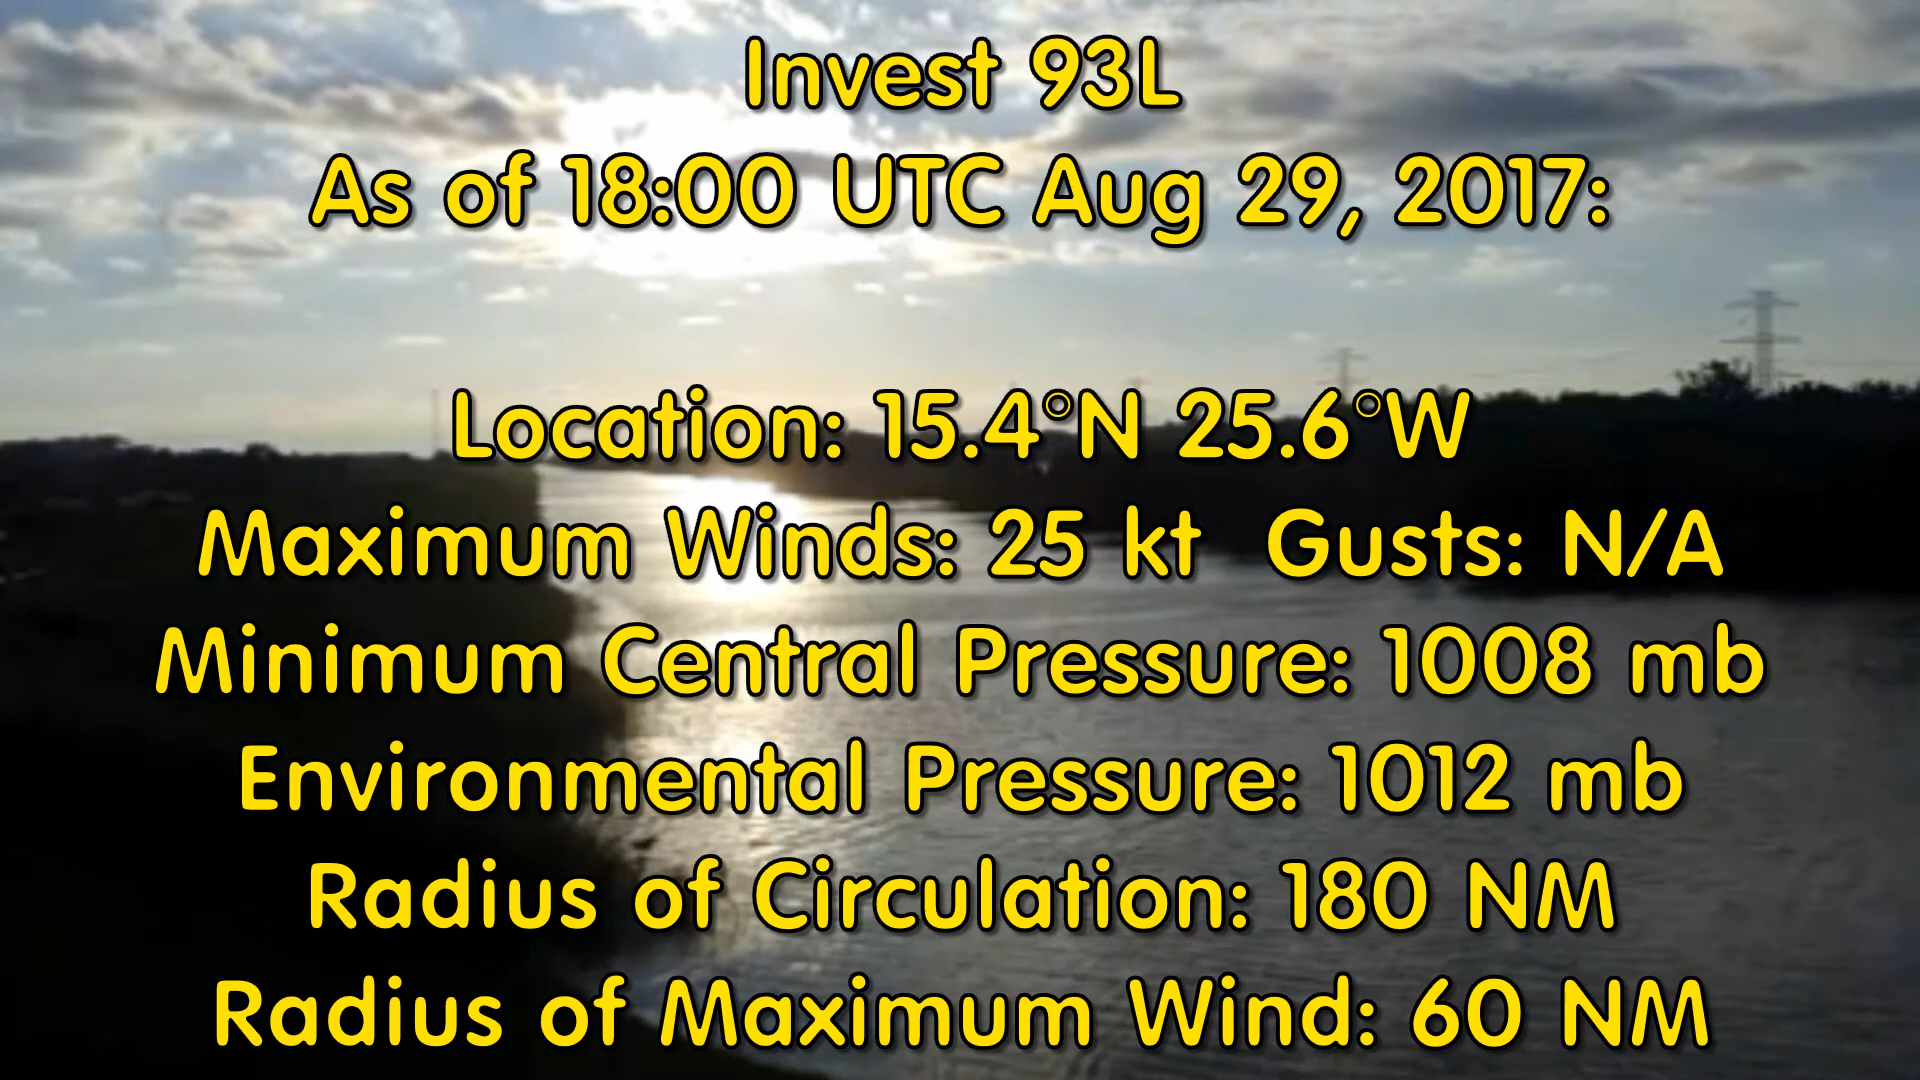 Invest 93L
As of 18:00 UTC Aug 29, 2017:
Location: 15.4°N 25.6°W
Maximum Winds: 25 kt  Gusts: N/A
Minimum Central Pressure: 1008 mb
Environmental Pressure: 1012 mb
Radius of Circulation: 180 NM
Radius of Maximum Wind: 60 NM